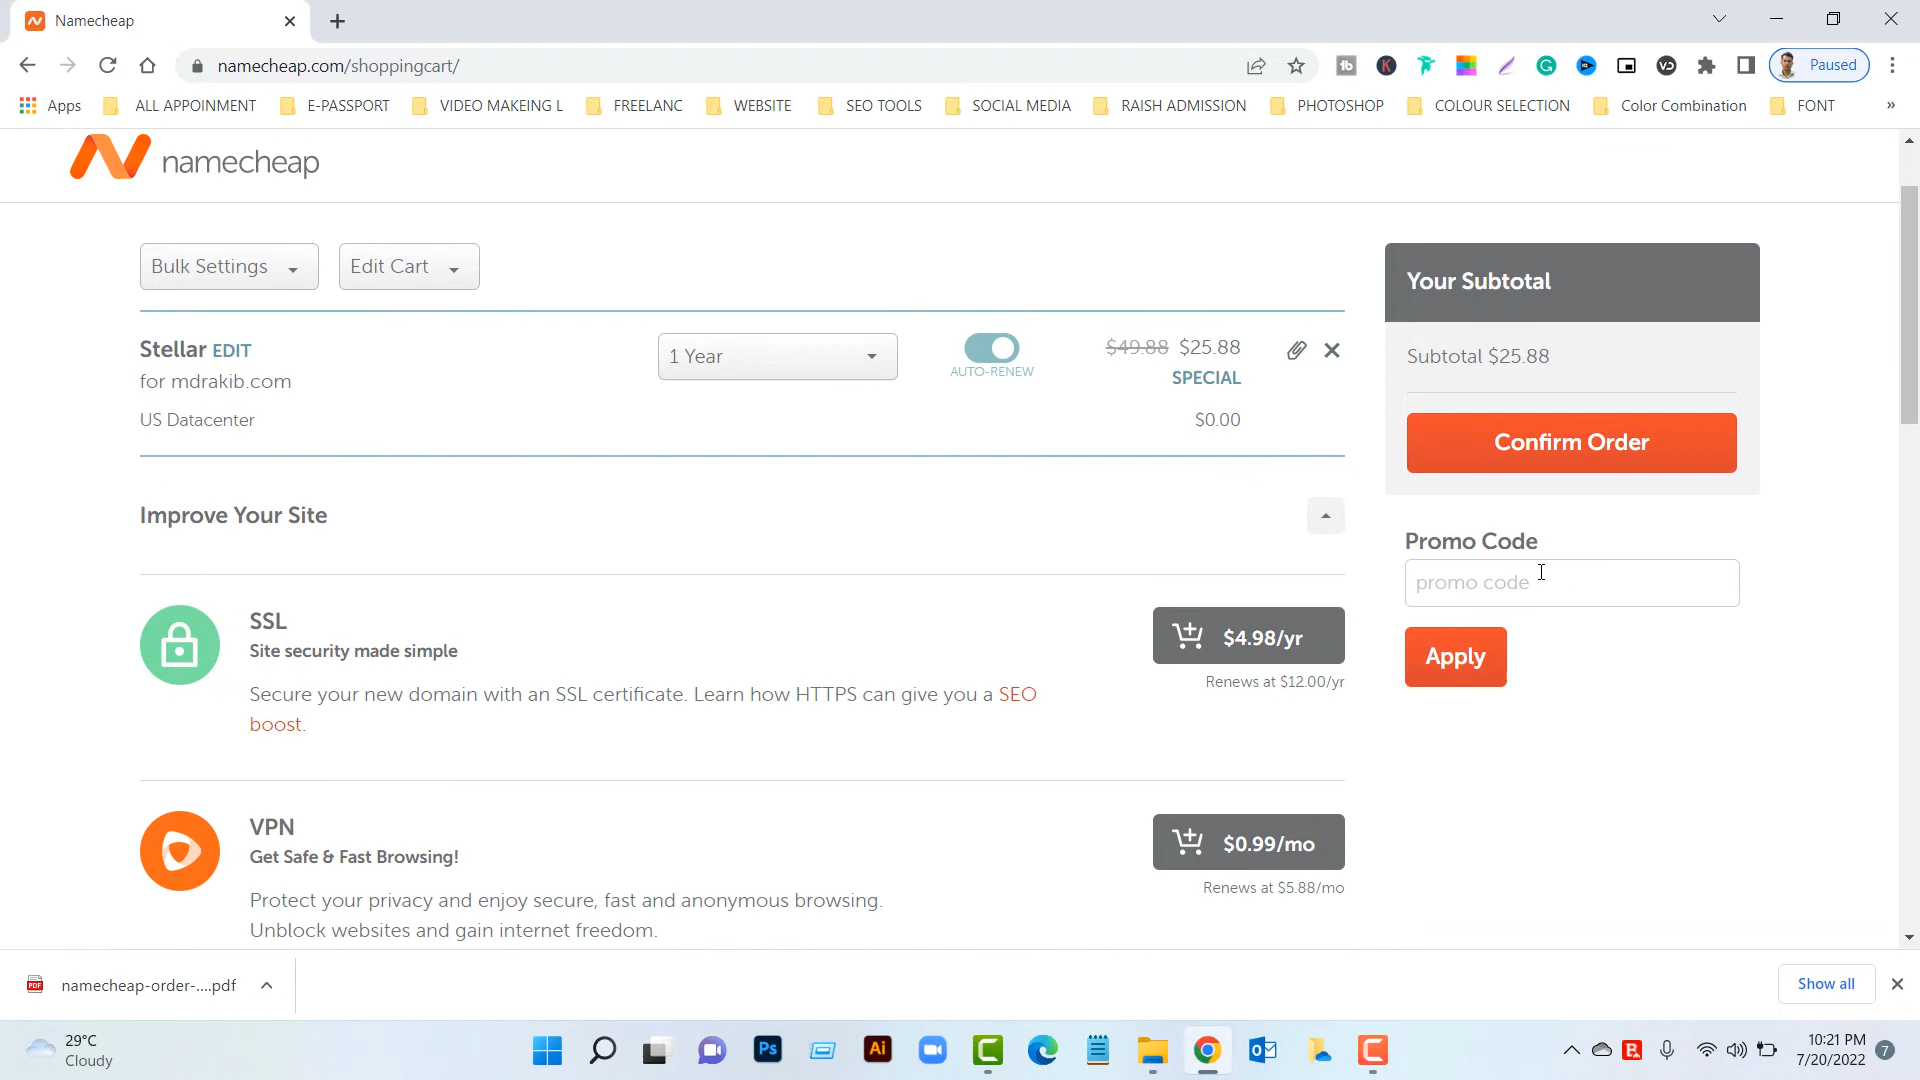 Namecheap
namecheap.com/shoppingcart/
Paused
Apps
ALL APPOINMENT
E-PASSPORT
VIDEO MAKEING L
FREELANC
WEBSITE
SEO TOOLS
SOCIAL MEDIA
RAISH ADMISSION
PHOTOSHOP
COLOUR SELECTION
Color Combination
FONT
»
namecheap
Bulk Settings
Edit Cart
Stellar EDIT
for mdrakib.com
US Datacenter
1 Year
AUTO-RENEW
$49.88 $25.88
SPECIAL
$0.00
Your Subtotal
Subtotal $25.88
Confirm Order
Promo Code
promo code
Apply
Improve Your Site
SSL
Site security made simple
Secure your new domain with an SSL certificate. Learn how HTTPS can give you a SEO
boost.
$4.98/yr
Renews at $12.00/yr
VPN
Get Safe & Fast Browsing!
Protect your privacy and enjoy secure, fast and anonymous browsing.
Unblock websites and gain internet freedom.
$0.99/mo
Renews at $5.88/mo
namecheap-order-....pdf
Show all
29°C
Cloudy
Ps
Ai
10:21 PM
7/20/2022
7